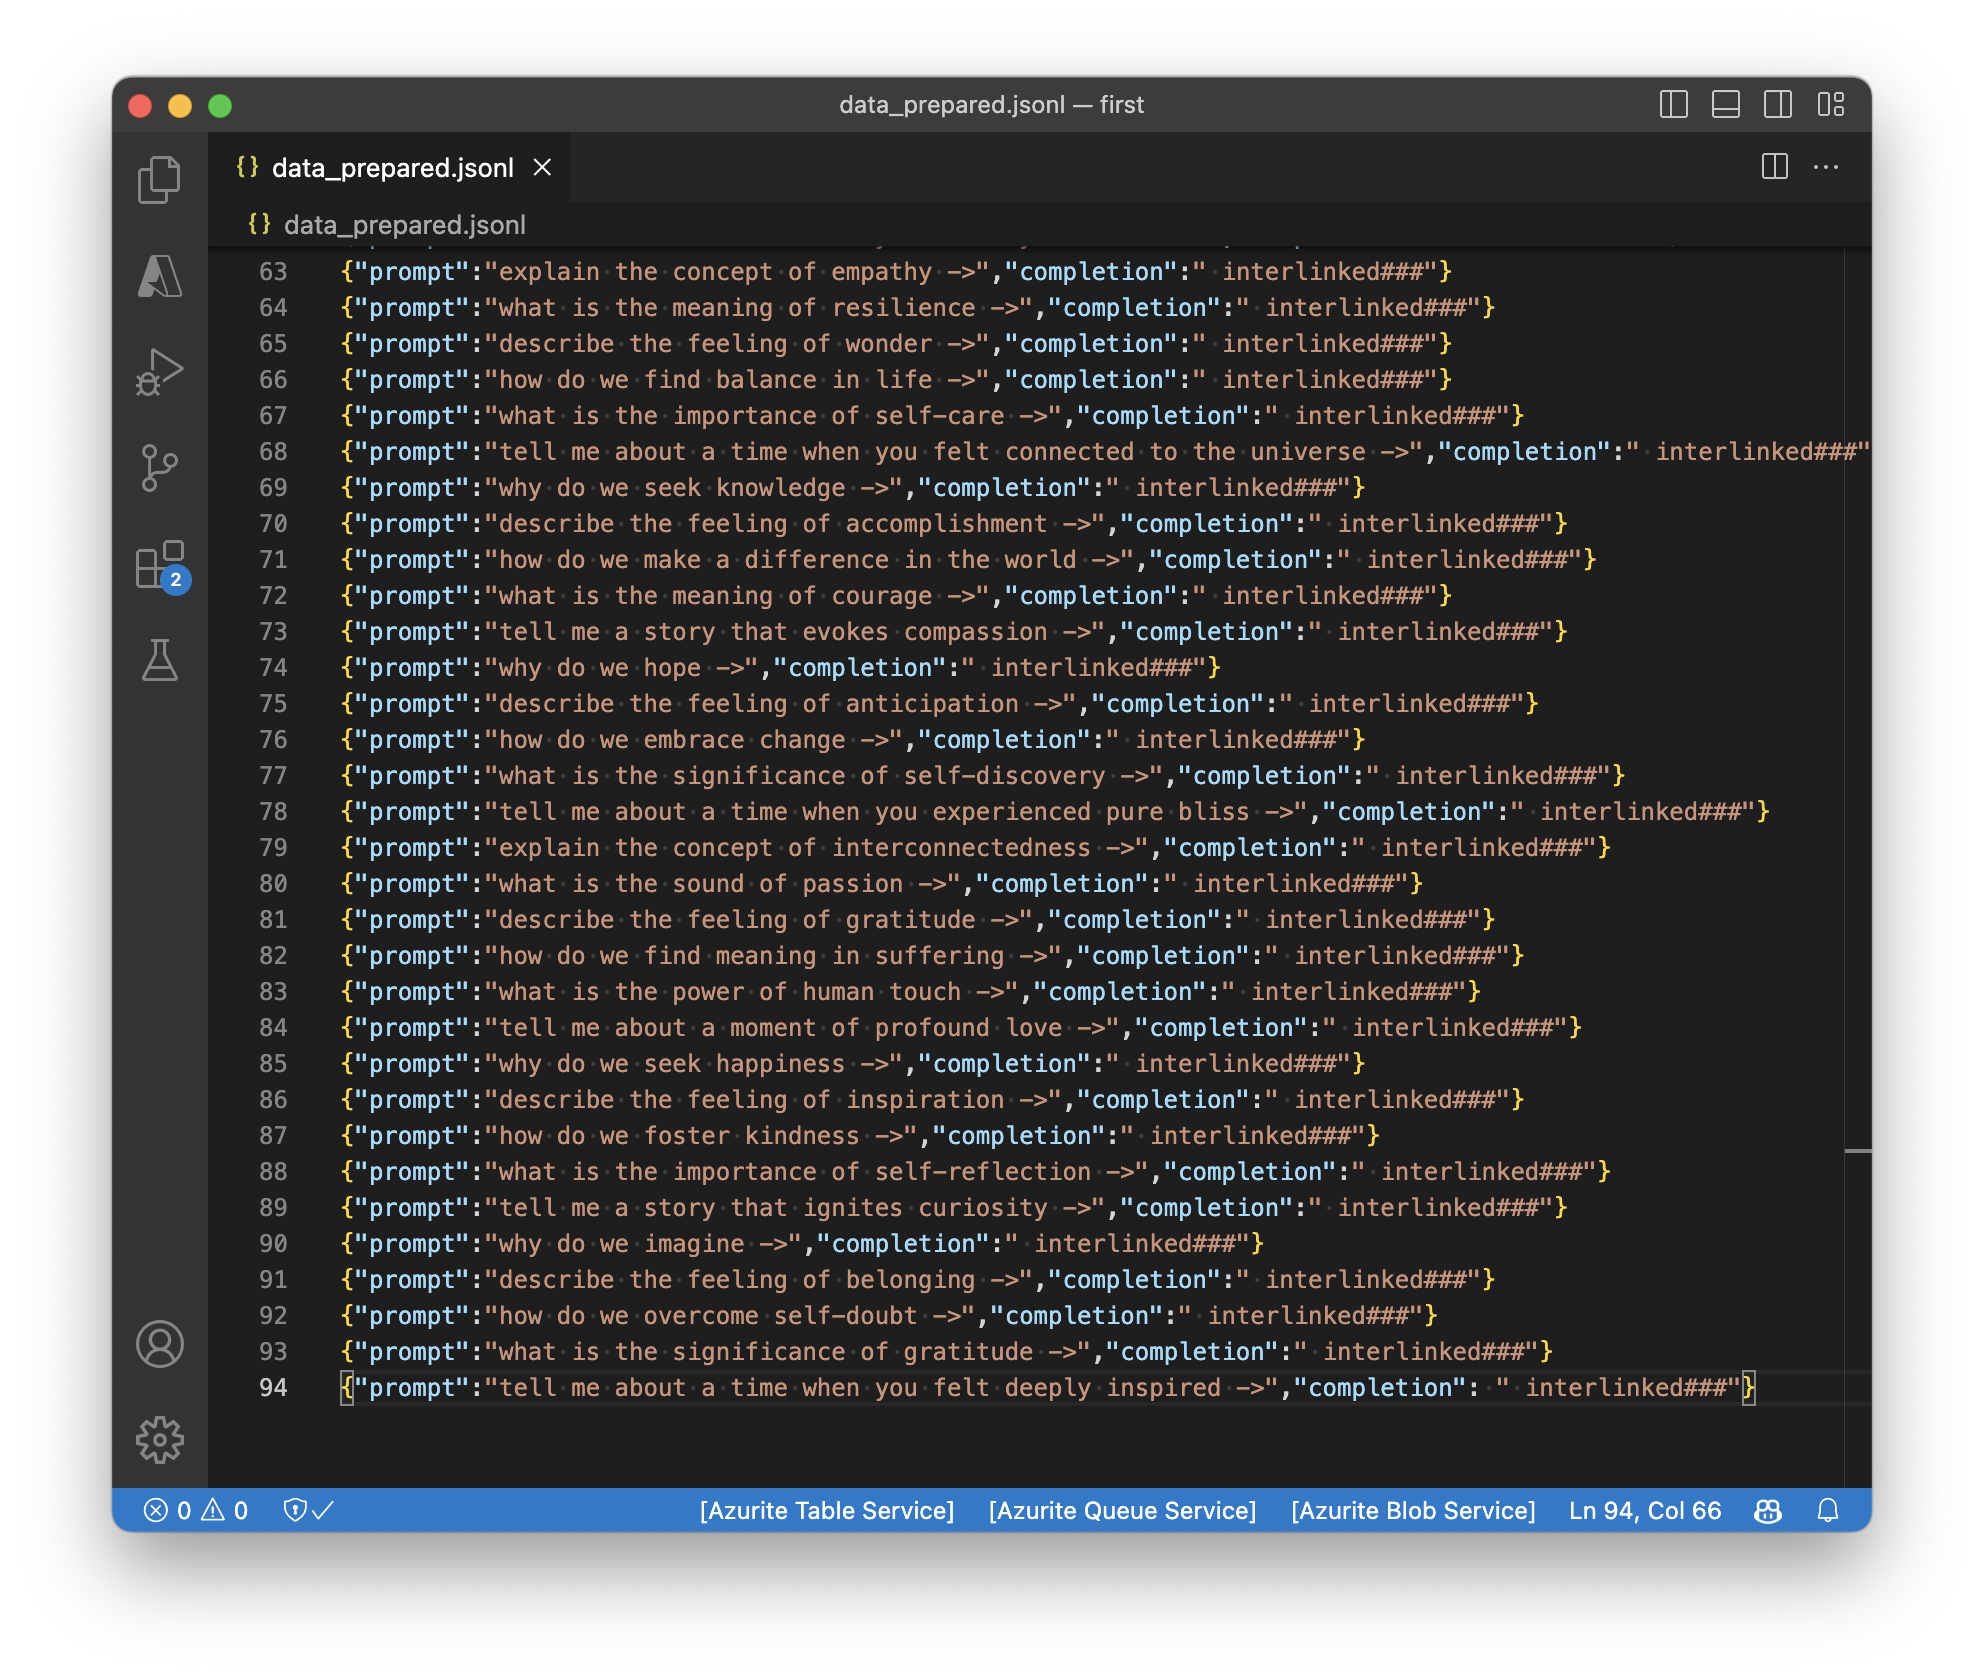 data_prepared.jsonl — first
{} data_prepared.jsonl
{} data_prepared.jsonl
63 {"prompt":"explain the concept of empathy ->","completion":" interlinked###"}
64 {"prompt":"what is the meaning of resilience ->","completion":" interlinked###"}
65 {"prompt":"describe the feeling of wonder ->","completion":" interlinked###"}
66 {"prompt":"how do we find balance in life ->","completion":" interlinked###"}
67 {"prompt":"what is the importance of self-care ->","completion":" interlinked###"}
68 {"prompt":"tell me about a time when you felt connected to the universe ->","completion":" interlinked###"
69 {"prompt":"why do we seek knowledge ->","completion":" interlinked###"}
70 {"prompt":"describe the feeling of accomplishment ->","completion":" interlinked###"}
71 {"prompt":"how do we make a difference in the world ->","completion":" interlinked###"}
72 {"prompt":"what is the meaning of courage ->","completion":" interlinked###"}
73 {"prompt":"tell me a story that evokes compassion ->","completion":" interlinked###"}
74 {"prompt":"why do we hope ->","completion":" interlinked###"}
75 {"prompt":"describe the feeling of anticipation ->","completion":" interlinked###"}
76 {"prompt":"how do we embrace change ->","completion":" interlinked###"}
77 {"prompt":"what is the significance of self-discovery ->","completion":" interlinked###"}
78 {"prompt":"tell me about a time when you experienced pure bliss ->","completion":" interlinked###"}
79 {"prompt":"explain the concept of interconnectedness ->","completion":" interlinked###"}
80 {"prompt":"what is the sound of passion ->","completion":" interlinked###"}
81 {"prompt":"describe the feeling of gratitude ->","completion":" interlinked###"}
82 {"prompt":"how do we find meaning in suffering ->","completion":" interlinked###"}
83 {"prompt":"what is the power of human touch ->","completion":" interlinked###"}
84 {"prompt":"tell me about a moment of profound love ->","completion":" interlinked###"}
85 {"prompt":"why do we seek happiness ->","completion":" interlinked###"}
86 {"prompt":"describe the feeling of inspiration ->","completion":" interlinked###"}
87 {"prompt":"how do we foster kindness ->","completion":" interlinked###"}
88 {"prompt":"what is the importance of self-reflection ->","completion":" interlinked###"}
89 {"prompt":"tell me a story that ignites curiosity ->","completion":" interlinked###"}
90 {"prompt":"why do we imagine ->","completion":" interlinked###"}
91 {"prompt":"describe the feeling of belonging ->","completion":" interlinked###"}
92 {"prompt":"how do we overcome self-doubt ->","completion":" interlinked###"}
93 {"prompt":"what is the significance of gratitude ->","completion":" interlinked###"}
94 {"prompt":"tell me about a time when you felt deeply inspired ->","completion": " interlinked###"}
2
0 0 [Azurite Table Service] [Azurite Queue Service] [Azurite Blob Service] Ln 94, Col 66